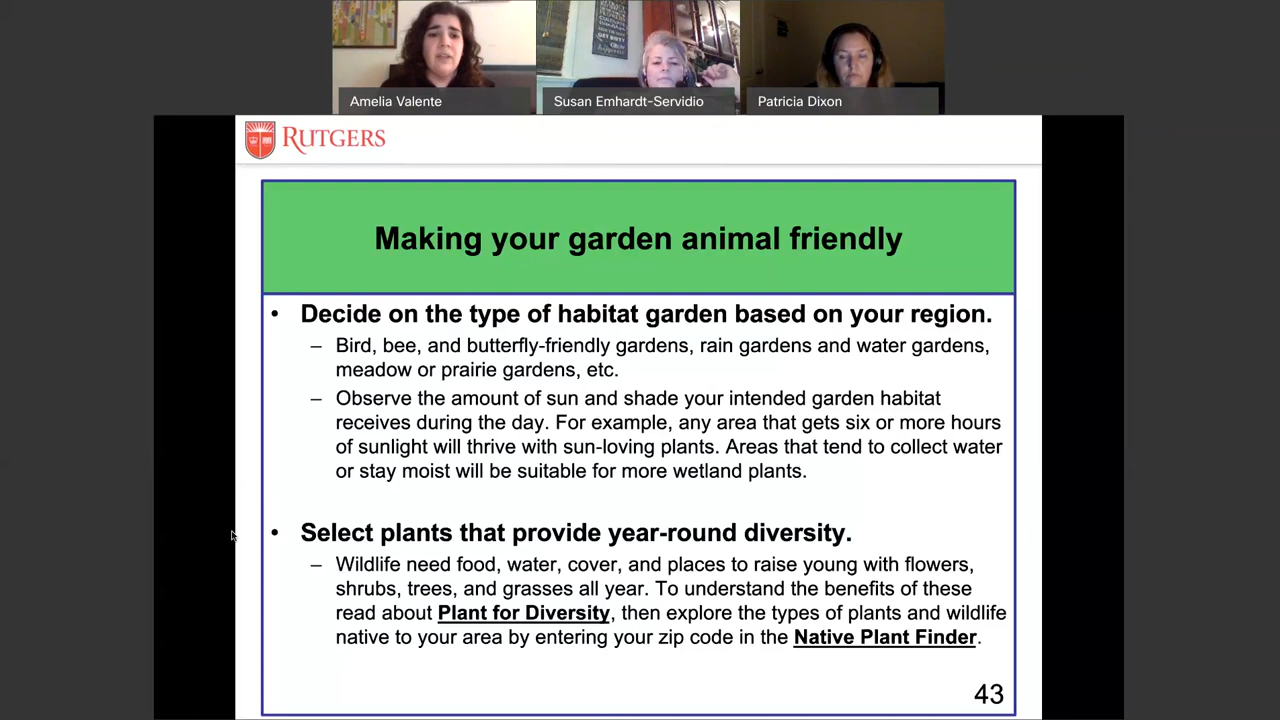 Amelia Valente
Susan Emhardt-Servidio
Patricia Dixon
RUTGERS
Making your garden animal friendly
• Decide on the type of habitat garden based on your region.
– Bird, bee, and butterfly-friendly gardens, rain gardens and water gardens,
meadow or prairie gardens, etc.
– Observe the amount of sun and shade your intended garden habitat
receives during the day. For example, any area that gets six or more hours
of sunlight will thrive with sun-loving plants. Areas that tend to collect water
or stay moist will be suitable for more wetland plants.
• Select plants that provide year-round diversity.
– Wildlife need food, water, cover, and places to raise young with flowers,
shrubs, trees, and grasses all year. To understand the benefits of these
read about Plant for Diversity, then explore the types of plants and wildlife
native to your area by entering your zip code in the Native Plant Finder.
43